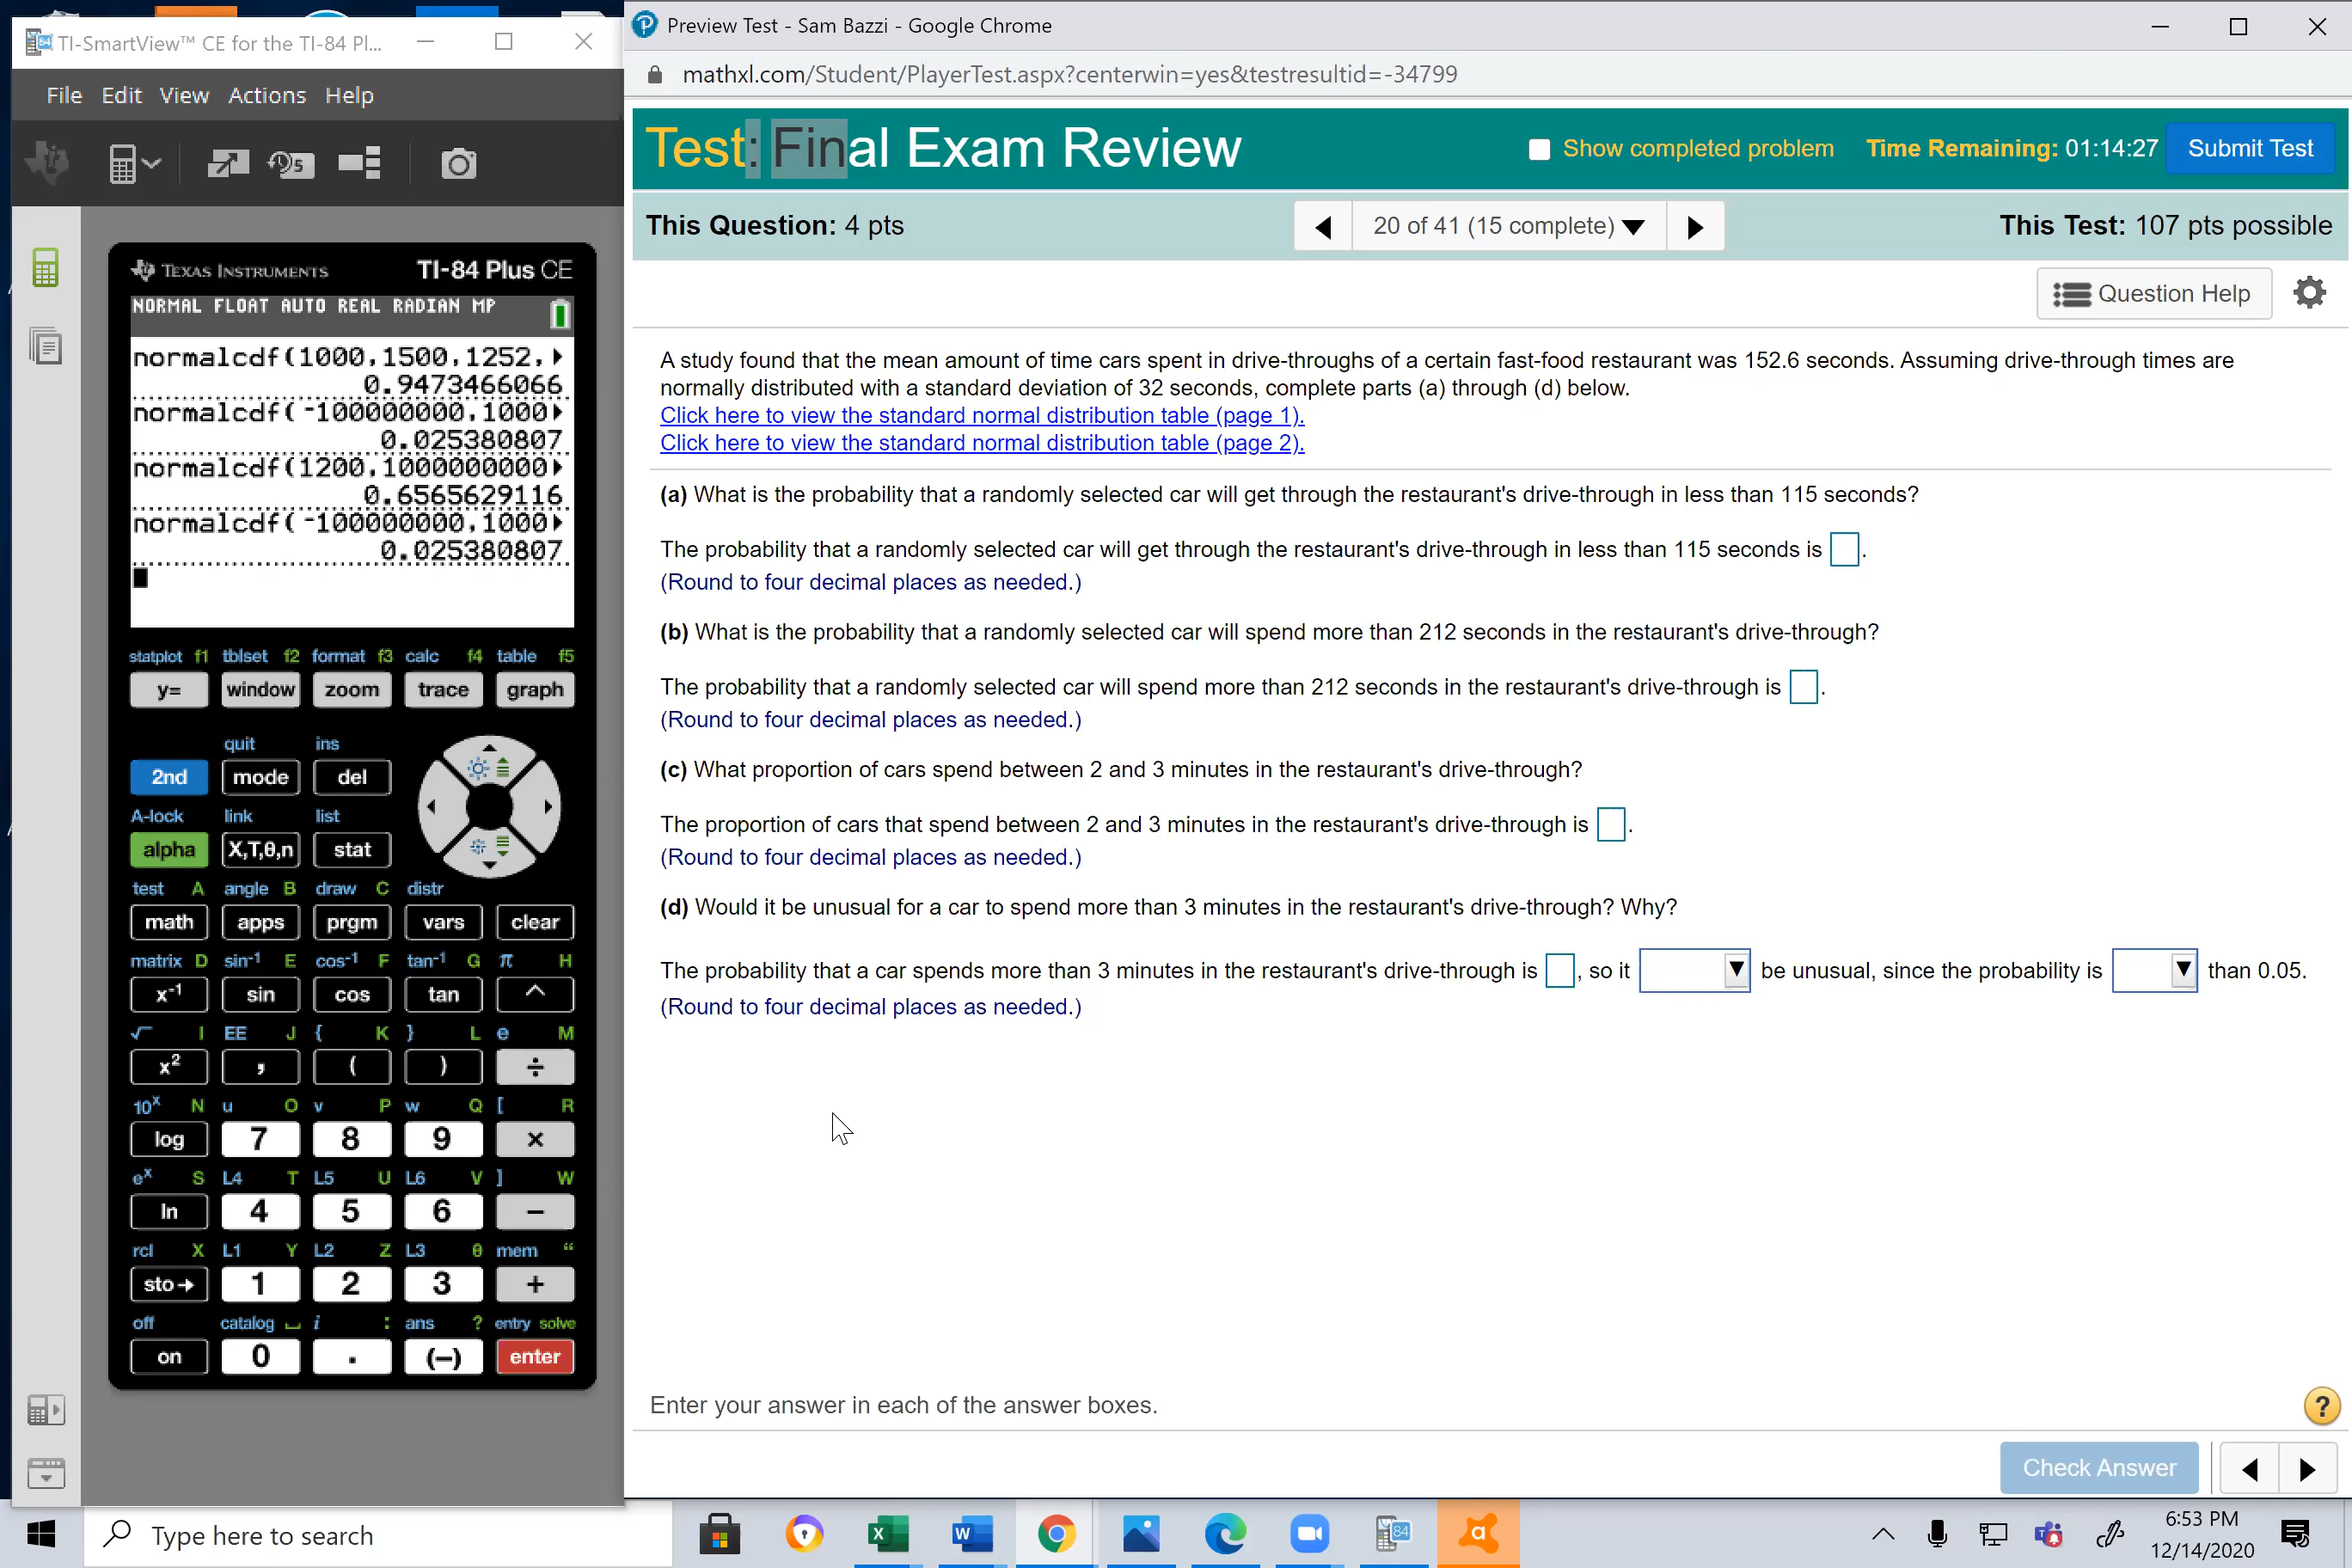 TI-SmartView™ CE for the TI-84 Pl...
File Edit View Actions Help
TEXAS INSTRUMENTS TI-84 Plus CE
NORMAL FLOAT AUTO REAL RADIAN MP
normalcdf(1000,1500,1252,
0.9473466066
normalcdf(-100000000,1000
0.025380807
normalcdf(1200,1000000000
0.6565629116
normalcdf(-100000000,1000
0.025380807
statplot f1 tblset f2 format f3 calc f4 table f5
y= window zoom trace graph
quit ins
2nd mode del
A-lock link list
alpha X,T,θ,n stat
test A angle B draw C distr
math apps prgm vars clear
matrix D sin-1 E cos-1 F tan-1 G π H
x-1 sin cos tan ^
√ I EE J { K } L e M
x² , ( ) ÷
10x N u O v P w Q [ R
log 7 8 9 ×
ex S L4 T L5 U L6 V ] W
ln 4 5 6 −
rcl X L1 Y L2 Z L3 θ mem "
sto→ 1 2 3 +
off catalog i : ans ? entry solve
on 0 . (−) enter
Preview Test - Sam Bazzi - Google Chrome
mathxl.com/Student/PlayerTest.aspx?centerwin=yes&testresultid=-34799
Test: Final Exam Review Show completed problem Time Remaining: 01:14:27 Submit Test
This Question: 4 pts 20 of 41 (15 complete) This Test: 107 pts possible
Question Help
A study found that the mean amount of time cars spent in drive-throughs of a certain fast-food restaurant was 152.6 seconds. Assuming drive-through times are
normally distributed with a standard deviation of 32 seconds, complete parts (a) through (d) below.
Click here to view the standard normal distribution table (page 1).
Click here to view the standard normal distribution table (page 2).
(a) What is the probability that a randomly selected car will get through the restaurant's drive-through in less than 115 seconds?
The probability that a randomly selected car will get through the restaurant's drive-through in less than 115 seconds is .
(Round to four decimal places as needed.)
(b) What is the probability that a randomly selected car will spend more than 212 seconds in the restaurant's drive-through?
The probability that a randomly selected car will spend more than 212 seconds in the restaurant's drive-through is .
(Round to four decimal places as needed.)
(c) What proportion of cars spend between 2 and 3 minutes in the restaurant's drive-through?
The proportion of cars that spend between 2 and 3 minutes in the restaurant's drive-through is .
(Round to four decimal places as needed.)
(d) Would it be unusual for a car to spend more than 3 minutes in the restaurant's drive-through? Why?
The probability that a car spends more than 3 minutes in the restaurant's drive-through is , so it be unusual, since the probability is than 0.05.
(Round to four decimal places as needed.)
Enter your answer in each of the answer boxes.
?
Check Answer
Type here to search
6:53 PM
12/14/2020